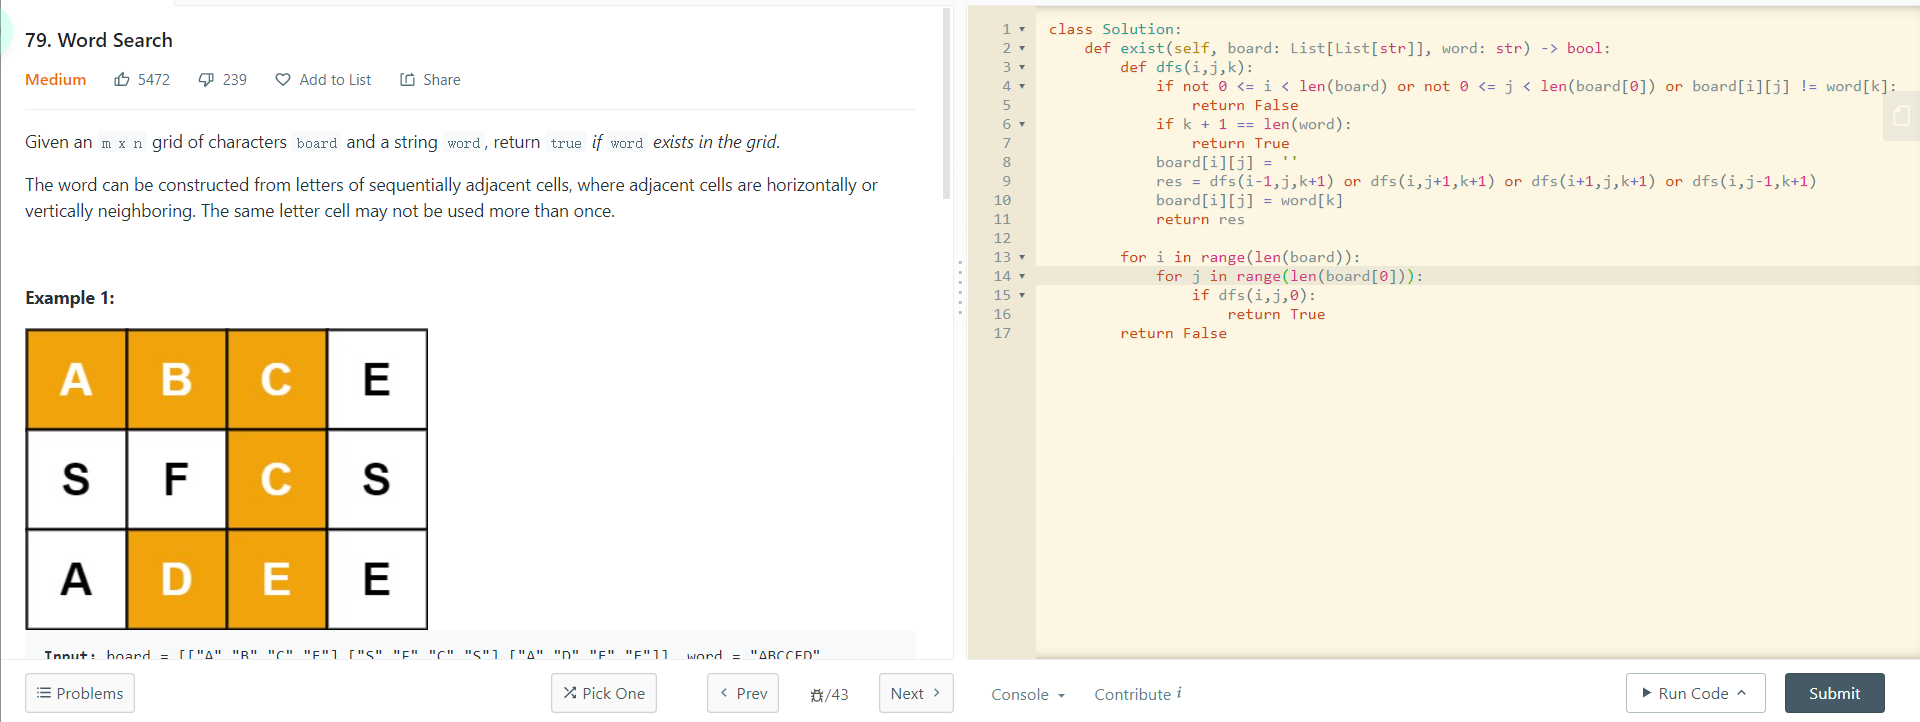 79. Word Search
Medium 5472 239 Add to List Share
Given an m x n grid of characters board and a string word, return true if word exists in the grid.
The word can be constructed from letters of sequentially adjacent cells, where adjacent cells are horizontally or
vertically neighboring. The same letter cell may not be used more than once.
Example 1:
A B C E
S F C S
A D E E
Input: board = [["A","B","C","E"],["S","F","C","S"],["A","D","E","E"]], word = "ABCCED"
Problems Pick One Prev /43 Next
1 class Solution:
2     def exist(self, board: List[List[str]], word: str) -> bool:
3         def dfs(i,j,k):
4             if not 0 <= i < len(board) or not 0 <= j < len(board[0]) or board[i][j] != word[k]:
5                 return False
6             if k + 1 == len(word):
7                 return True
8             board[i][j] = ''
9             res = dfs(i-1,j,k+1) or dfs(i,j+1,k+1) or dfs(i+1,j,k+1) or dfs(i,j-1,k+1)
10             board[i][j] = word[k]
11             return res
12
13         for i in range(len(board)):
14             for j in range(len(board[0])):
15                 if dfs(i,j,0):
16                     return True
17         return False
Console Contribute i Run Code Submit